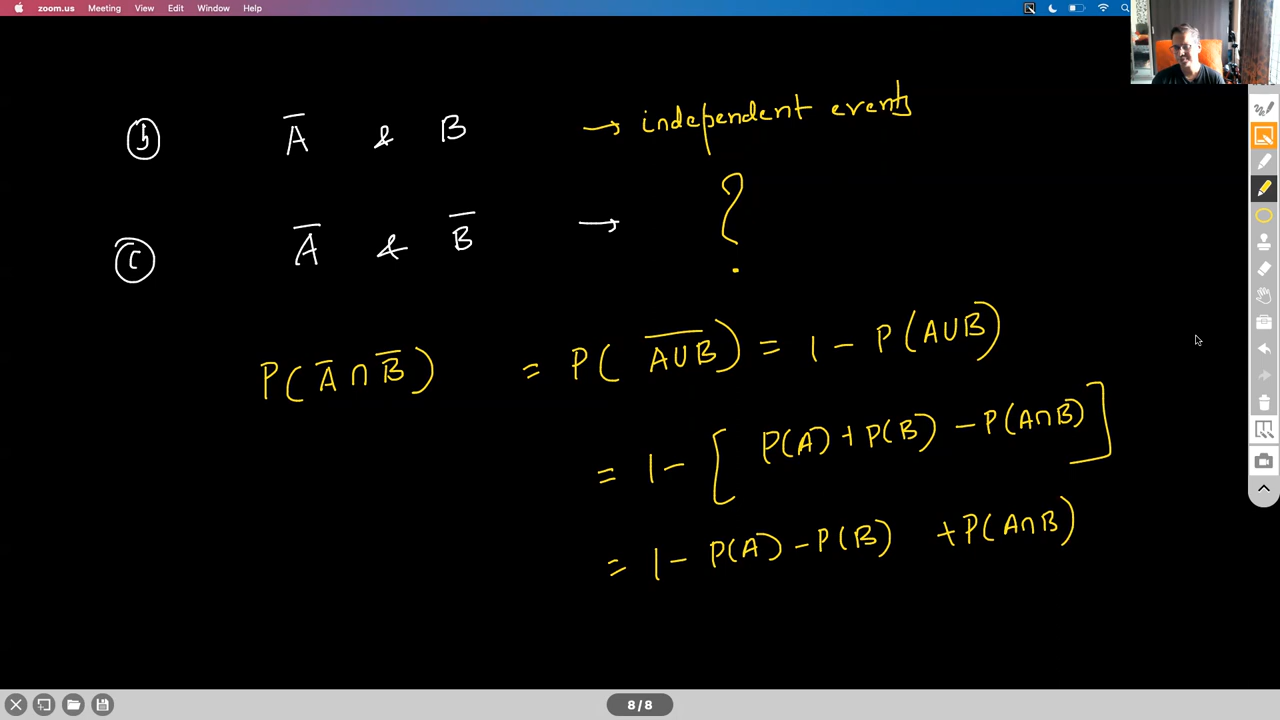 zoom.us Meeting View Edit Window Help
(b) A̅ & B → independent events
(c) A̅ & B̅ → ?
P(A̅∩B̅) = P(A̅∪̅B̅) = 1 - P(A∪B)
= 1 - [P(A) + P(B) - P(A∩B)]
= 1 - P(A) - P(B) + P(A∩B)
8/8